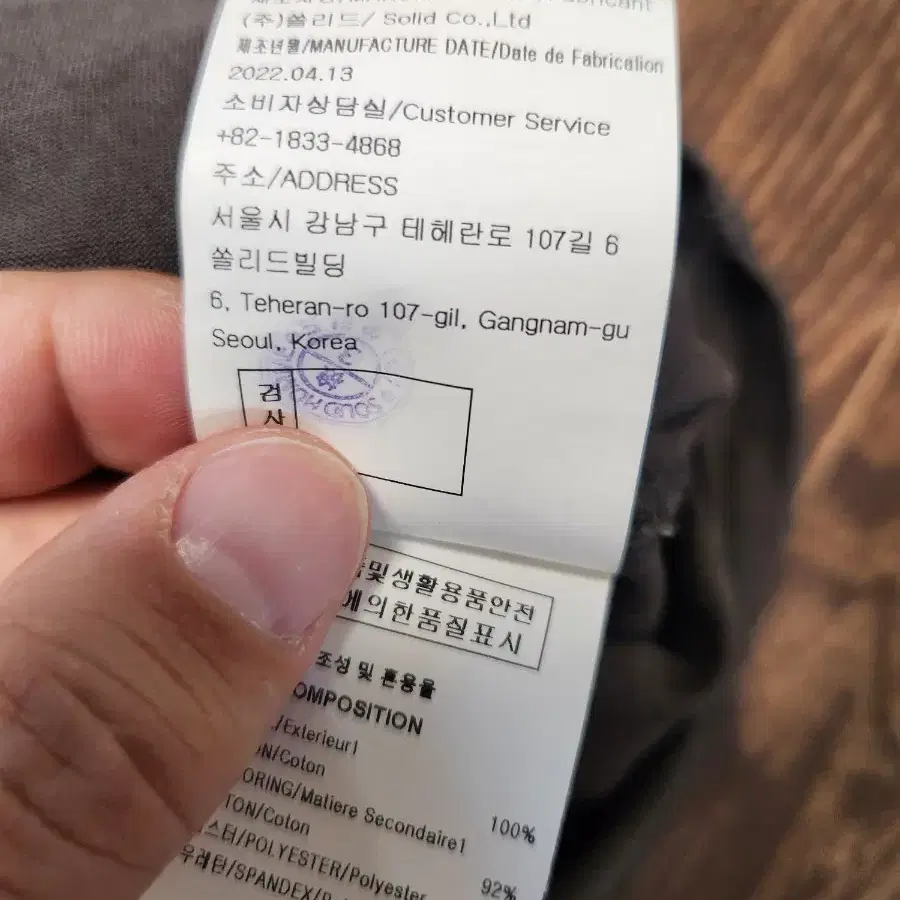 (주)쏠리드/ Solid Co.,Ltd
제조년월/MANUFACTURE DATE/Date de Fabrication
2022.04.13
소비자상담실/Customer Service
+82-1833-4868
주소/ADDRESS
서울시 강남구 테헤란로 107길 6
쏠리드빌딩
6, Teheran-ro 107-gil, Gangnam-gu
Seoul, Korea
검
사
및생활용품안전
에의한품질표시
조성 및 혼용율
OMPOSITION
/Exterieur1
N/Coton
100%
ORING/Matiere Secondaire1
TON/Coton
92%
스터/POLYESTER/Polyester
우레탄/SPANDEX/